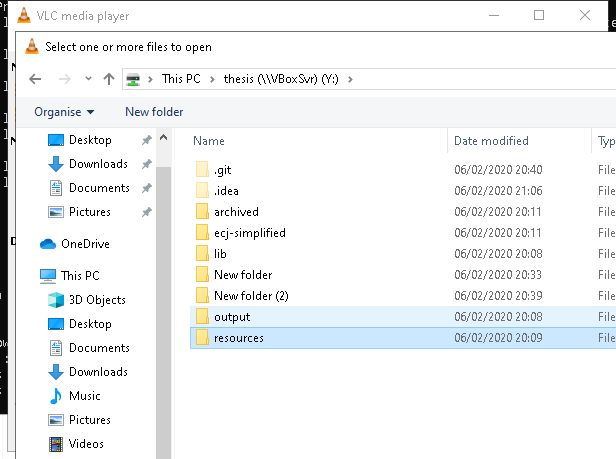 VLC media player
Select one or more files to open
This PC > thesis (\\VBoxSvr) (Y:) >
Organise New folder
Name Date modified Typ
Desktop
Downloads
Documents
Pictures
OneDrive
This PC
3D Objects
Desktop
Documents
Downloads
Music
Pictures
Videos
.git 06/02/2020 20:40 File
.idea 06/02/2020 21:06 File
archived 06/02/2020 20:11 File
ecj-simplified 06/02/2020 20:11 File
lib 06/02/2020 20:08 File
New folder 06/02/2020 20:33 File
New folder (2) 06/02/2020 20:39 File
output 06/02/2020 20:08 File
resources 06/02/2020 20:09 File